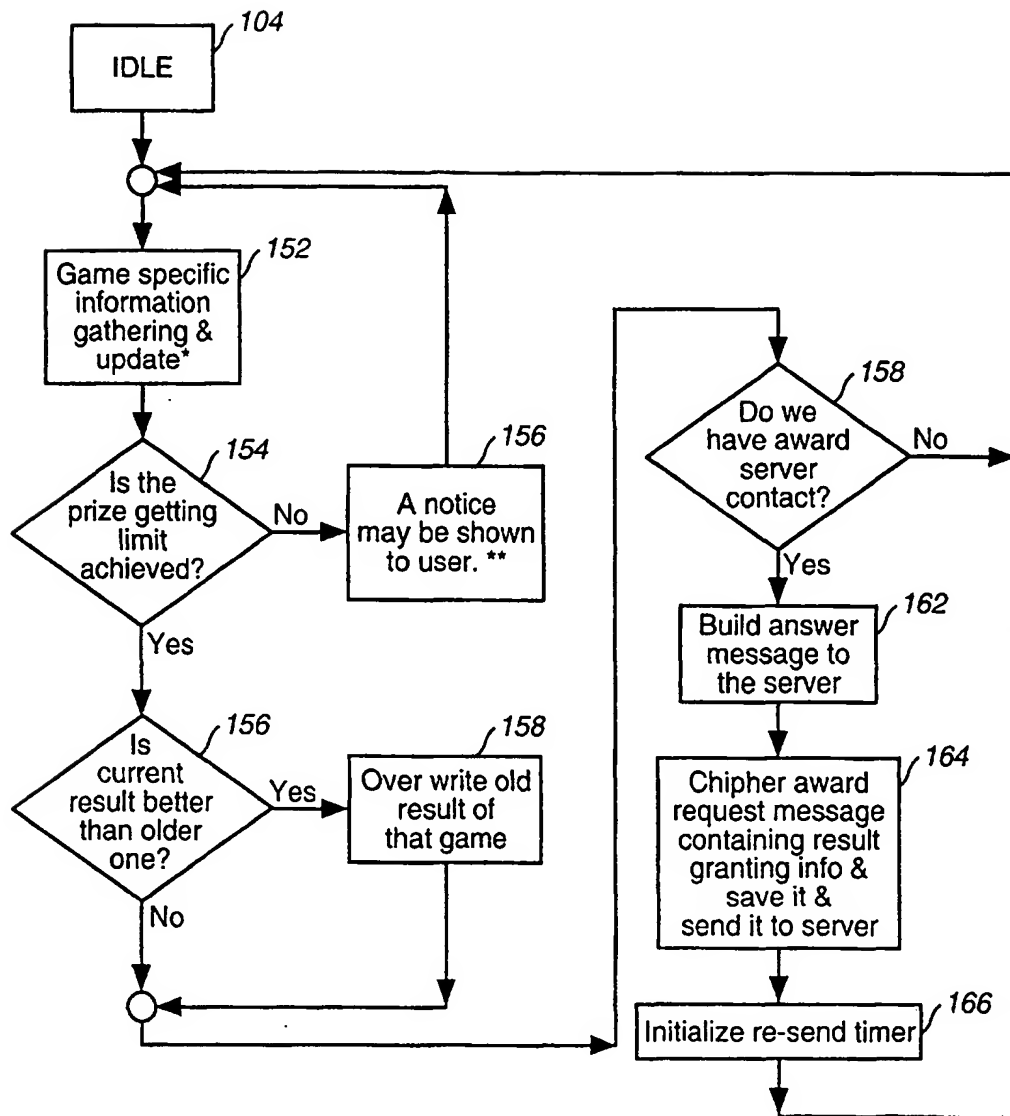 104
IDLE
152
Game specific
information
gathering &
update*
154
Is the
prize getting
limit
achieved?
No
156
A notice
may be shown
to user. **
Yes
156
Is
current
result better
than older
one?
Yes
158
Over write old
result of
that game
No
158
Do we
have award
server
contact?
No
Yes
162
Build answer
message to
the server
164
Chipher award
request message
containing result
granting info &
save it &
send it to server
166
Initialize re-send timer